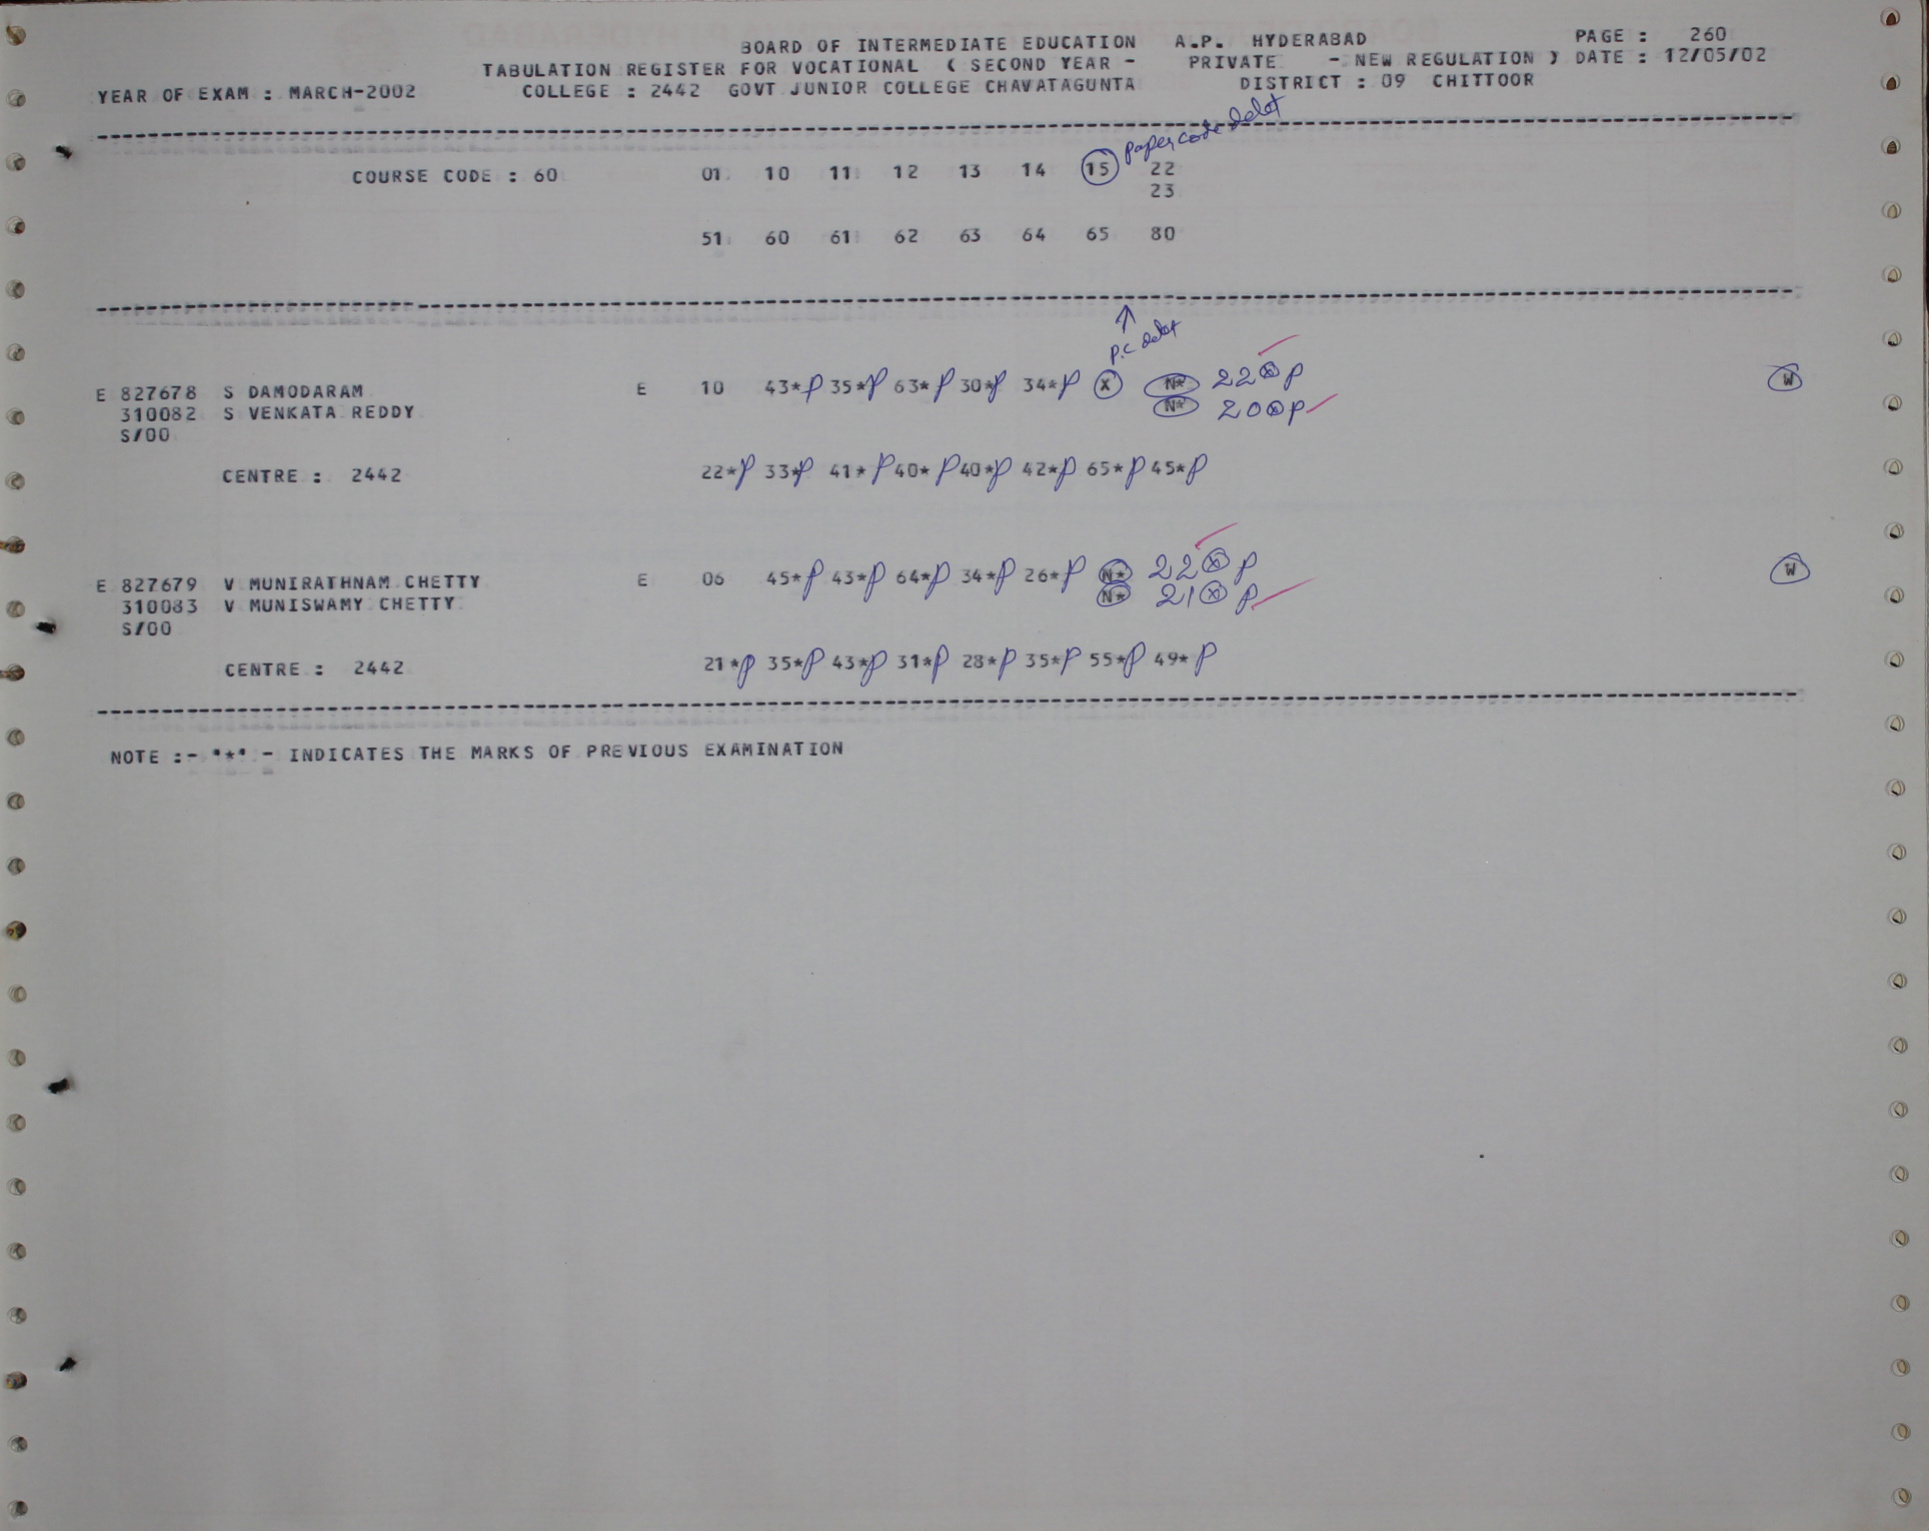 BOARD OF INTERMEDIATE EDUCATION A.P. HYDERABAD PAGE : 260
TABULATION REGISTER FOR VOCATIONAL ( SECOND YEAR - PRIVATE - NEW REGULATION ) DATE : 12/05/02
YEAR OF EXAM : MARCH-2002 COLLEGE : 2442 GOVT JUNIOR COLLEGE CHAVATAGUNTA DISTRICT : 09 CHITTOOR
Paper code delet
COURSE CODE : 60 01 10 11 12 13 14 15 22
23
51 60 61 62 63 64 65 80
P.C delet
E 827678 S DAMODARAM E 10 43*P 35*P 63*P 30*P 34*P X N* 22*P W
310082 S VENKATA REDDY N* 20*P
S/00
CENTRE : 2442 22*P 33*P 41*P 40*P 40*P 42*P 65*P 45*P
E 827679 V MUNIRATHNAM CHETTY E 06 45*P 43*P 64*P 34*P 26*P N* 22*P W
310083 V MUNISWAMY CHETTY N* 21*P
S/00
CENTRE : 2442 21*P 35*P 43*P 31*P 28*P 35*P 55*P 49*P
NOTE :- "*" - INDICATES THE MARKS OF PREVIOUS EXAMINATION